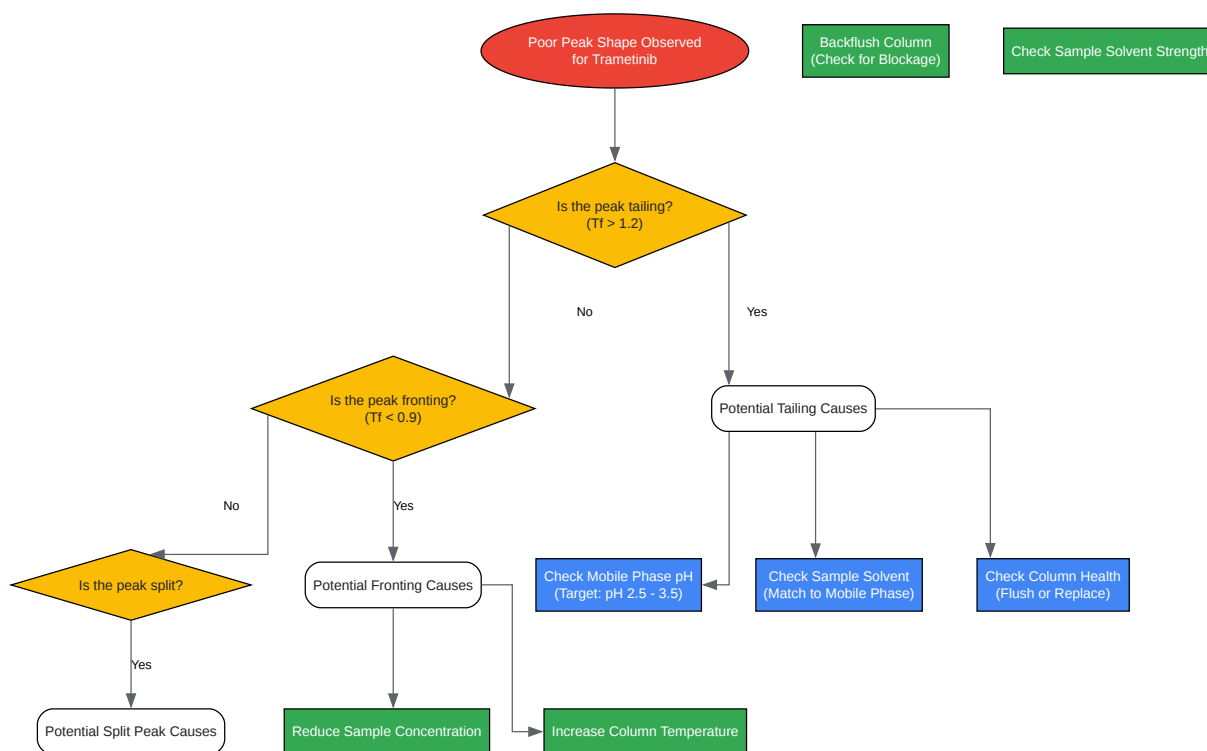 Poor Peak Shape Observed
for Trametinib
Backflush Column
(Check for Blockage)
Check Sample Solvent Strength
Is the peak tailing?
(Tf > 1.2)
No
Yes
Is the peak fronting?
(Tf < 0.9)
Potential Tailing Causes
No
Yes
Is the peak split?
Potential Fronting Causes
Check Mobile Phase pH
(Target: pH 2.5 - 3.5)
Check Sample Solvent
(Match to Mobile Phase)
Check Column Health
(Flush or Replace)
Yes
Potential Split Peak Causes
Reduce Sample Concentration
Increase Column Temperature